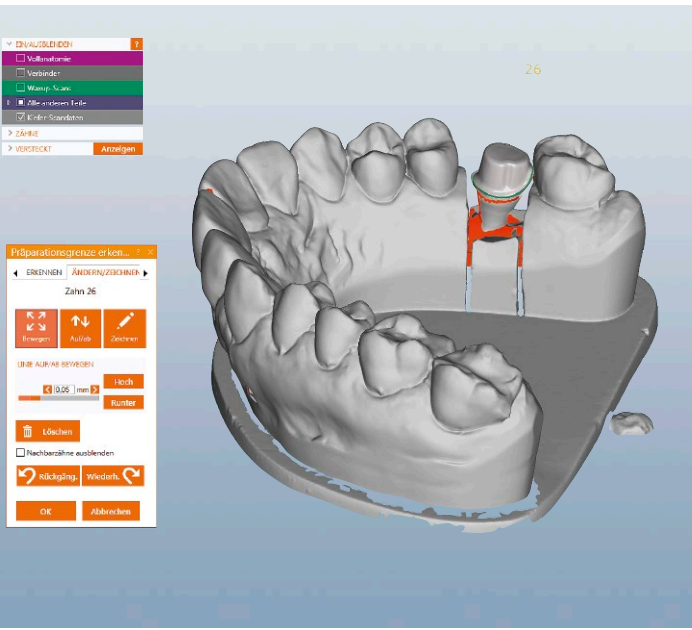 EIN/AUSBLENDEN ?
Vollanatomie
Verbinder
Waxup-Scans
Alle anderen Teile
Kiefer-Scandaten
ZÄHNE
VERSTECKT Anzeigen
26
Präparationsgrenze erken... ? ×
ERKENNEN ÄNDERN/ZEICHNEN
Zahn 26
Bewegen Auf/ab Zeichnen
LINIE AUF/AB BEWEGEN
Hoch
0,05 mm
Runter
Löschen
Nachbarzähne ausblenden
Rückgäng. Wiederh.
OK Abbrechen